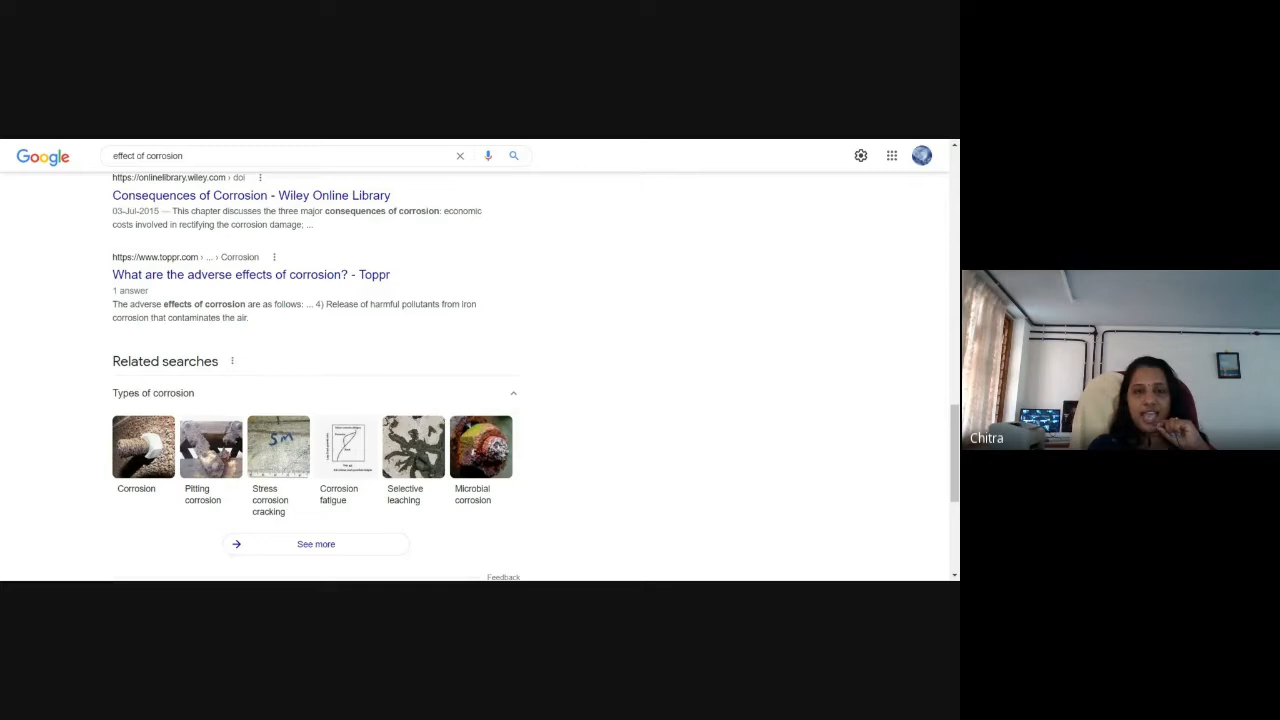 Google
effect of corrosion
https://onlinelibrary.wiley.com › doi
Consequences of Corrosion - Wiley Online Library
03-Jul-2015 — This chapter discusses the three major consequences of corrosion: economic
costs involved in rectifying the corrosion damage; ...
https://www.toppr.com › ... › Corrosion
What are the adverse effects of corrosion? - Toppr
1 answer
The adverse effects of corrosion are as follows: ... 4) Release of harmful pollutants from iron
corrosion that contaminates the air.
Related searches
Types of corrosion
SM
Corrosion
Pitting
corrosion
Stress
corrosion
cracking
Corrosion
fatigue
Selective
leaching
Microbial
corrosion
See more
Feedback
Chitra